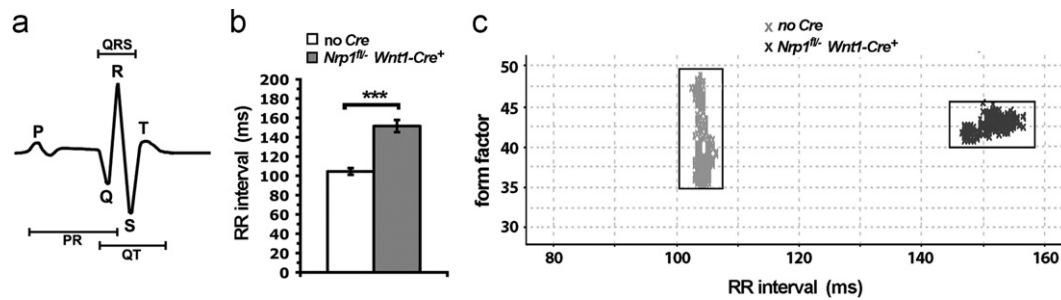 a
QRS
R
P
T
Q
S
PR
QT
b
no Cre
Nrp1fl/- Wnt1-Cre+
***
RR interval (ms)
200
180
160
140
120
100
80
60
40
20
0
c
x no Cre
x Nrp1fl/- Wnt1-Cre+
form factor
50
45
40
35
30
80
100
120
140
160
RR interval (ms)